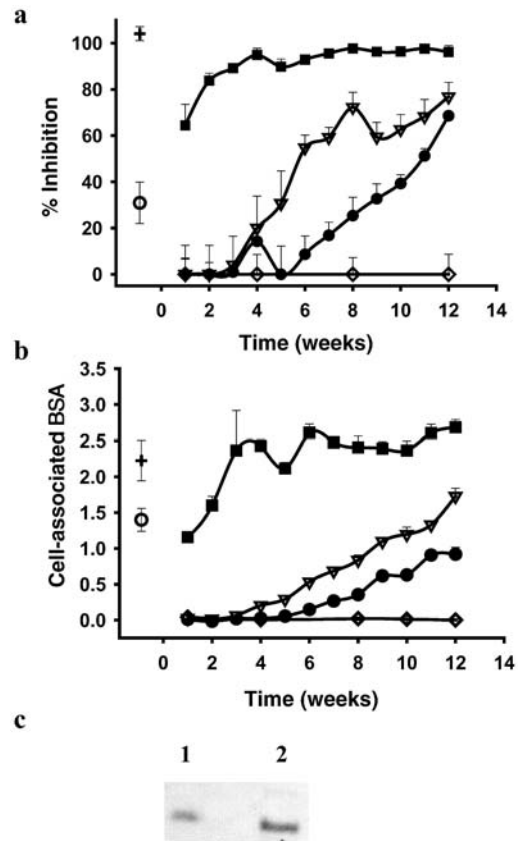 a
100
80
60
40
20
0
% Inhibition
0 2 4 6 8 10 12 14
Time (weeks)
b
3.5
3.0
2.5
2.0
1.5
1.0
0.5
0.0
Cell-associated BSA
0 2 4 6 8 10 12 14
Time (weeks)
c
1 2